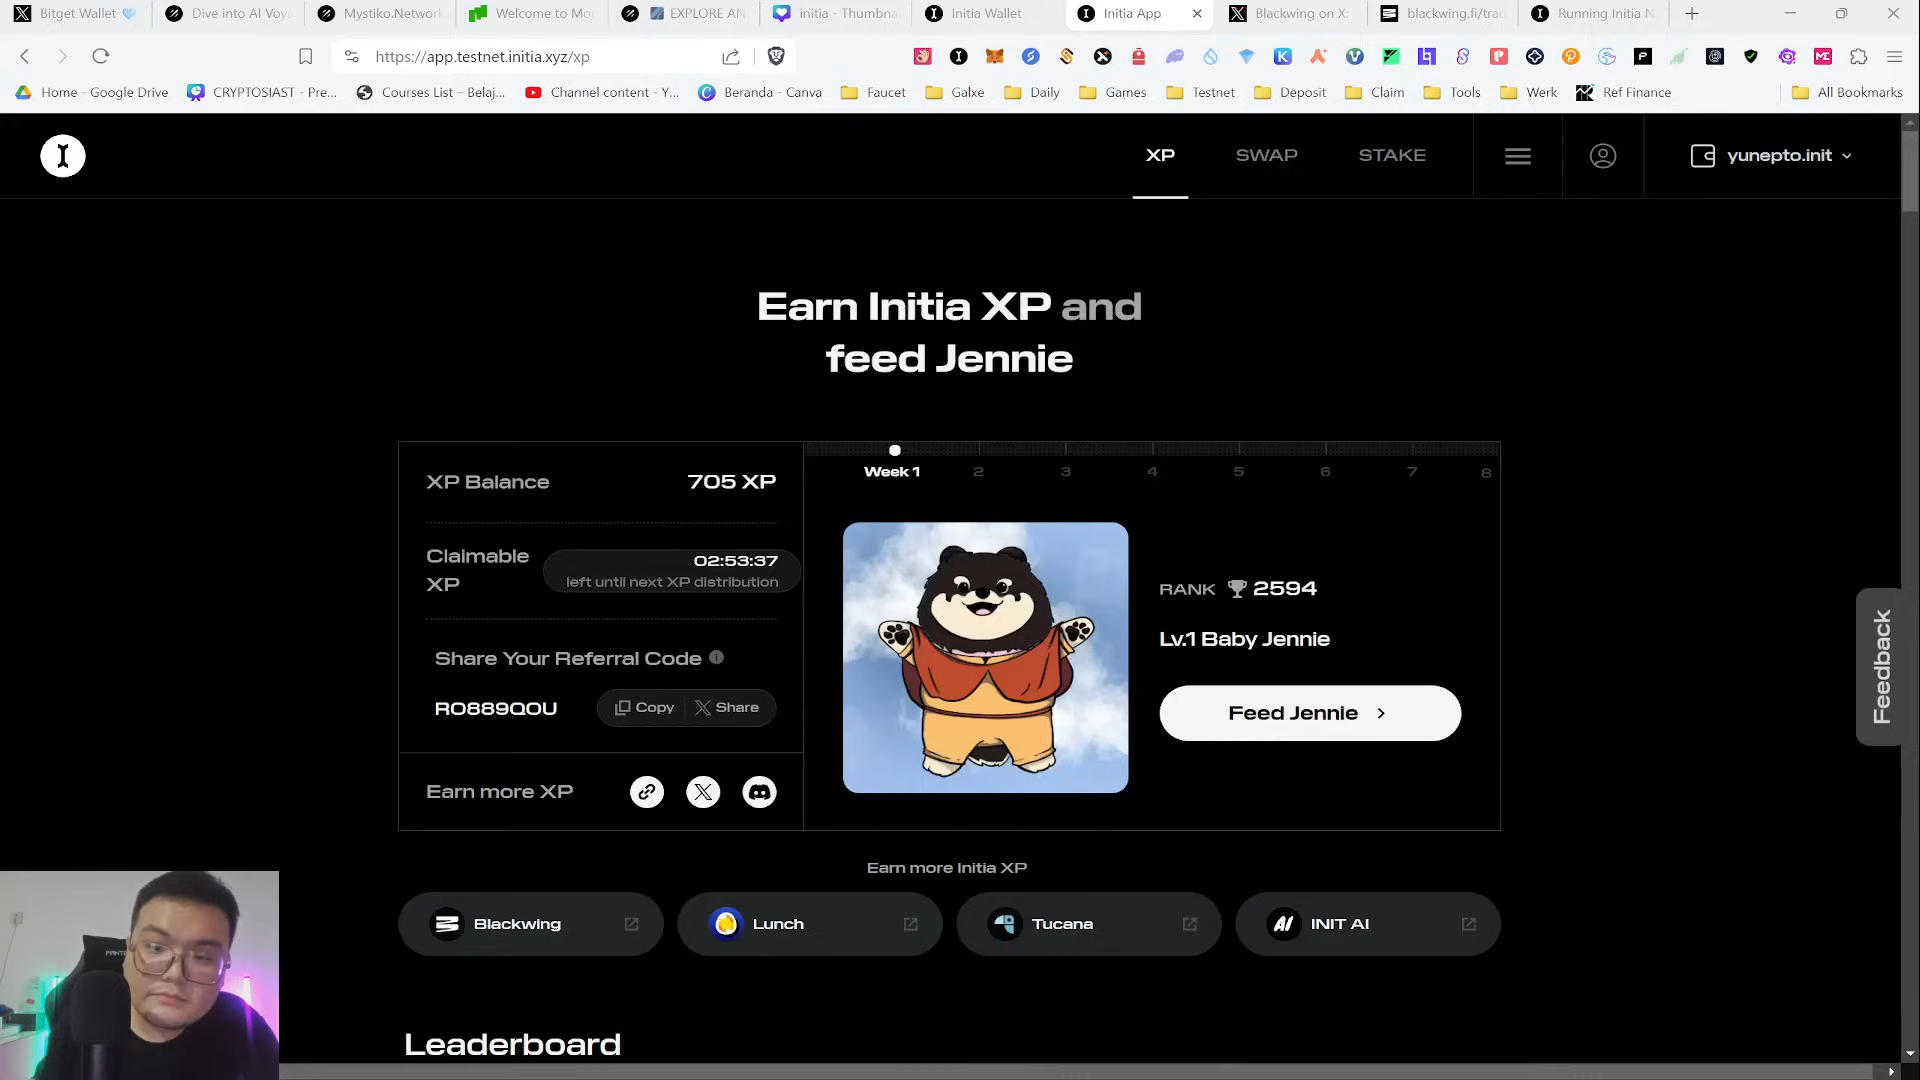 Bitget Wallet
Dive into AI Voy
Mystiko.Network
Welcome to Mo
EXPLORE AN
initia - Thumbna
Initia Wallet
Initia App
Blackwing on X:
blackwing.fi/trad
Running Initia N
https://app.testnet.initia.xyz/xp
Home - Google Drive
CRYPTOSIAST - Pre...
Courses List – Belaj...
Channel content - Y...
Beranda - Canva
Faucet
Galxe
Daily
Games
Testnet
Deposit
Claim
Tools
Werk
Ref Finance
All Bookmarks
XP
SWAP
STAKE
yunepto.init
Earn Initia XP and
feed Jennie
XP Balance
705 XP
Claimable
XP
02:53:37
left until next XP distribution
Share Your Referral Code
RO889QOU
Copy
Share
Earn more XP
Week 1
2
3
4
5
6
7
8
RANK 2594
Lv.1 Baby Jennie
Feed Jennie
Feedback
Earn more Initia XP
Blackwing
Lunch
Tucana
INIT AI
Leaderboard